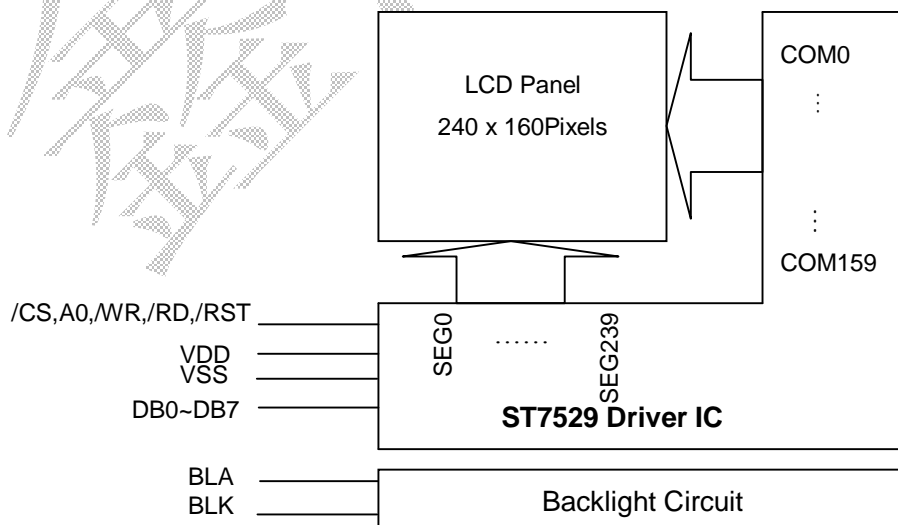 LCD Panel
240 x 160Pixels
COM0
⋮
⋮
COM159
/CS,A0,/WR,/RD,/RST
VDD
VSS
DB0~DB7
SEG0
......
SEG239
ST7529 Driver IC
BLA
BLK
Backlight Circuit